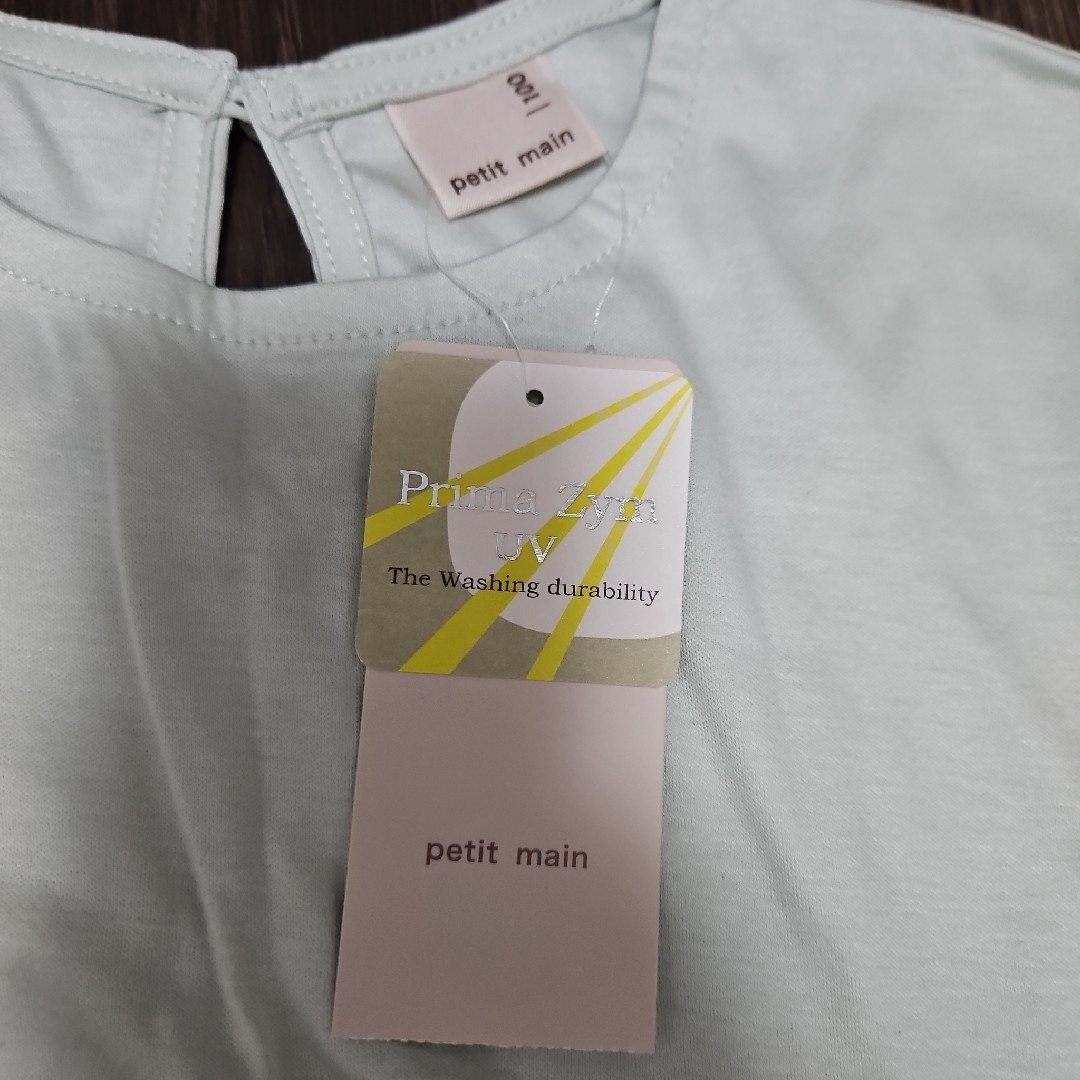 100
petit main
Prima Zym
UV
The Washing durability
petit main